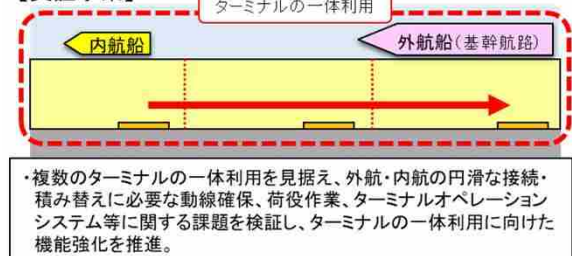 ターミナルの一体利用
内航船
外航船(基幹航路)
・複数のターミナルの一体利用を見据え、外航・内航の円滑な接続・
積み替えに必要な動線確保、荷役作業、ターミナルオペレーション
システム等に関する課題を検証し、ターミナルの一体利用に向けた
機能強化を推進。